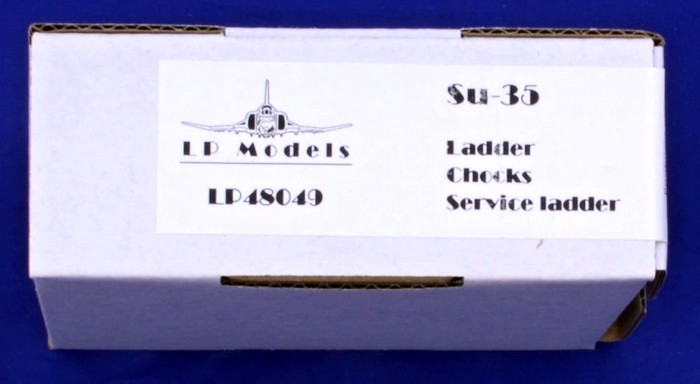 LP Models
LP48049
Su-35
Ladder
Chocks
Service ladder